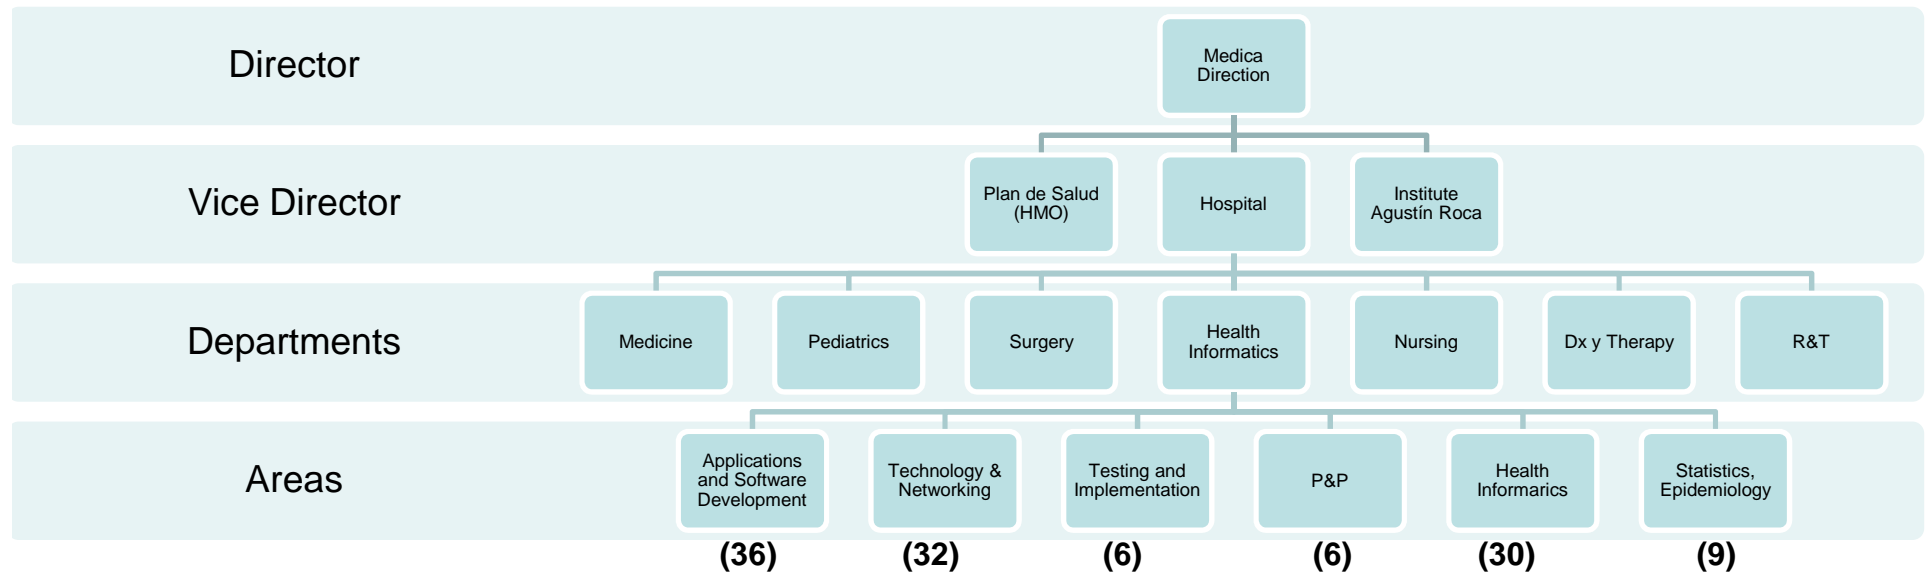 Director
Medica
Direction
Vice Director
Plan de Salud
(HMO)
Hospital
Institute
Agustín Roca
Departments
Medicine
Pediatrics
Surgery
Health
Informatics
Nursing
Dx y Therapy
R&T
Areas
Applications
and Software
Development
Technology &
Networking
Testing and
Implementation
P&P
Health
Informarics
Statistics,
Epidemiology
(36)
(32)
(6)
(6)
(30)
(9)